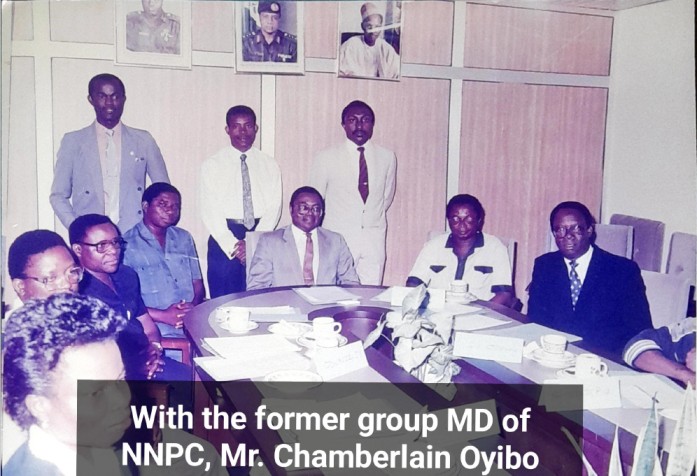 With the former group MD of
NNPC, Mr. Chamberlain Oyibo